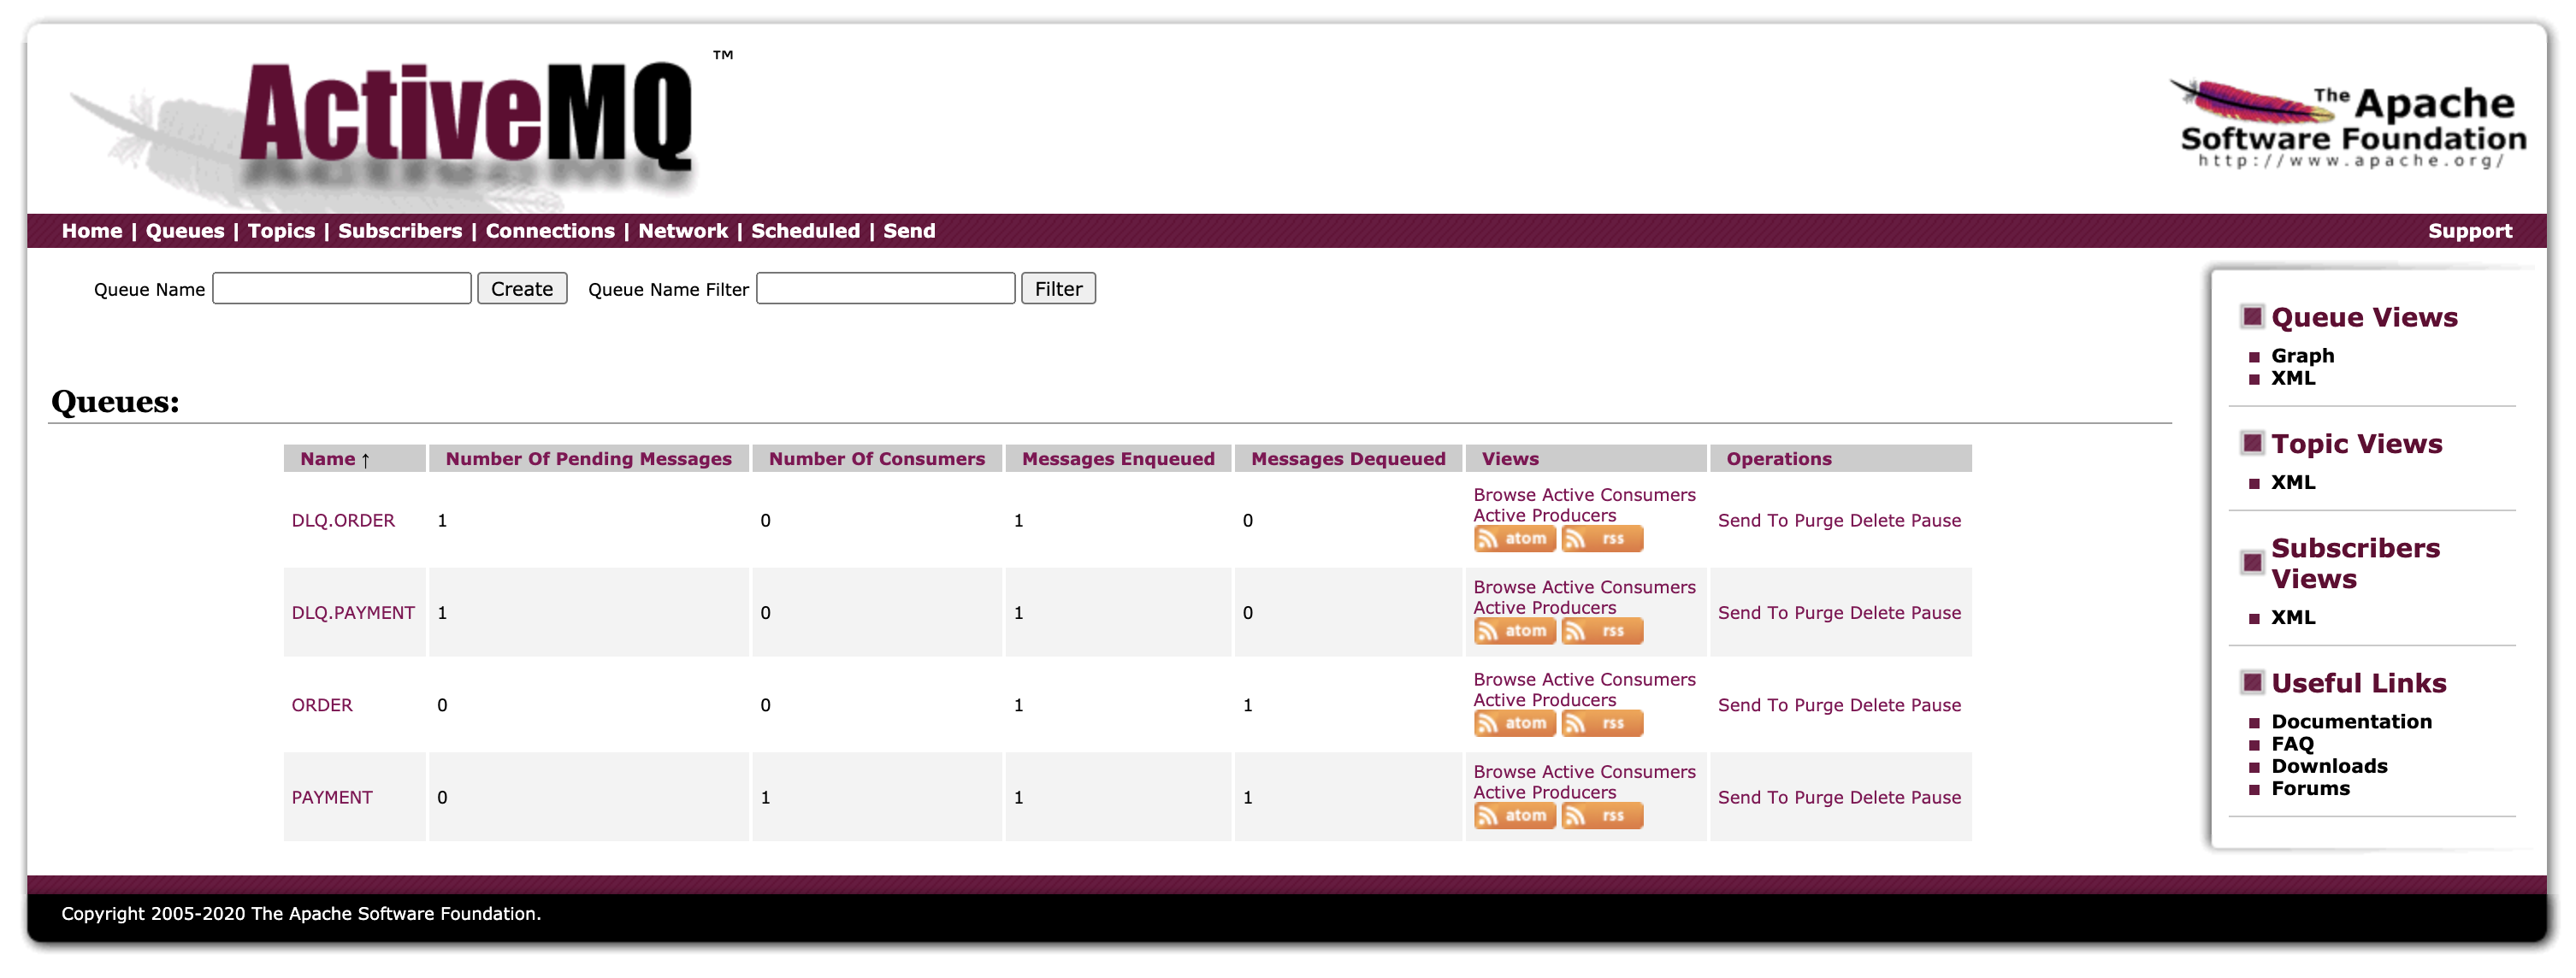 ActiveMQ ™
The Apache
Software Foundation
http://www.apache.org/
Home | Queues | Topics | Subscribers | Connections | Network | Scheduled | Send
Support
Queue Name Create Queue Name Filter Filter
Queues:
Name ↑ Number Of Pending Messages Number Of Consumers Messages Enqueued Messages Dequeued Views Operations
DLQ.ORDER 1 0 1 0 Browse Active Consumers
Active Producers
atom rss
Send To Purge Delete Pause
DLQ.PAYMENT 1 0 1 0 Browse Active Consumers
Active Producers
atom rss
Send To Purge Delete Pause
ORDER 0 0 1 1 Browse Active Consumers
Active Producers
atom rss
Send To Purge Delete Pause
PAYMENT 0 1 1 1 Browse Active Consumers
Active Producers
atom rss
Send To Purge Delete Pause
Queue Views
Graph
XML
Topic Views
XML
Subscribers
Views
XML
Useful Links
Documentation
FAQ
Downloads
Forums
Copyright 2005-2020 The Apache Software Foundation.